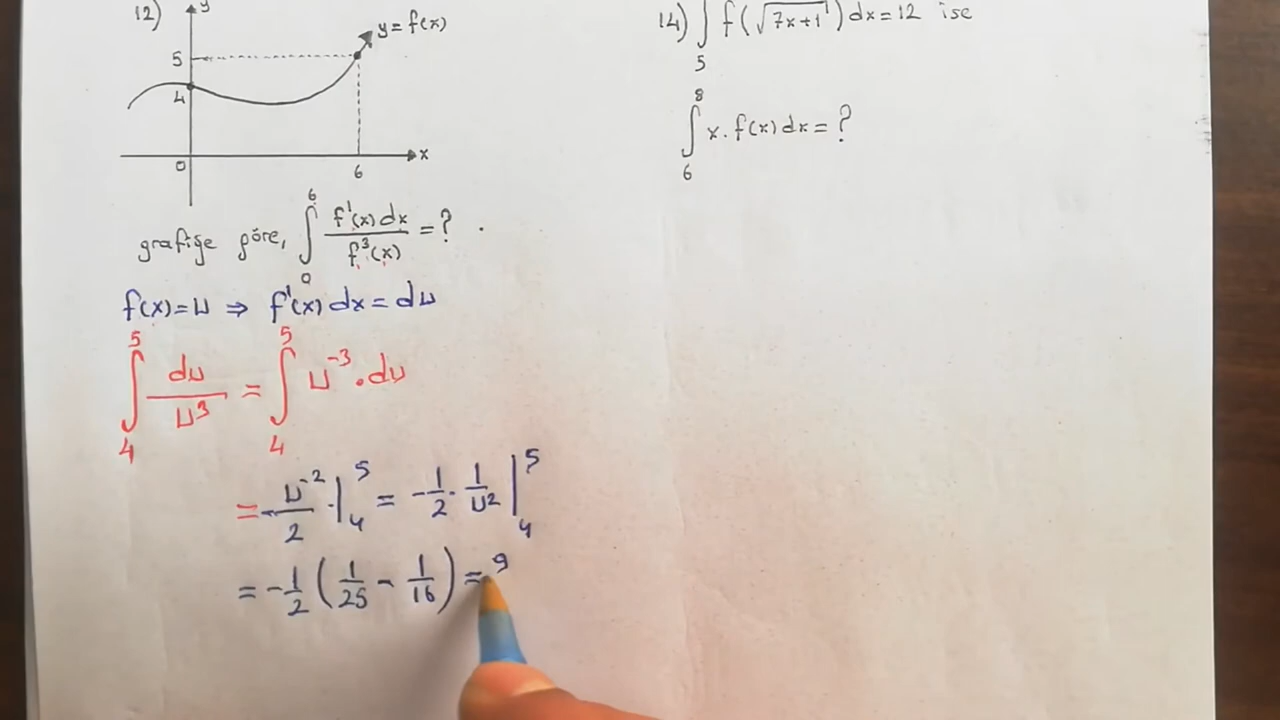 12)
y
y=f(x)
5
4
0
6
x
grafiğe göre, ∫₀⁶ f'(x)dx / f³(x) = ? .
f(x)=u ⇒ f'(x)dx=du
∫₄⁵ du/u³ = ∫₄⁵ u⁻³.du
= -u⁻²/2 .|₄⁵ = -1/2 . 1/u² |₄⁵
= -1/2 (1/25 - 1/16) = 9
14) ∫₅ f(√7x+1) dx=12 ise
∫₆⁸ x.f(x)dx=?